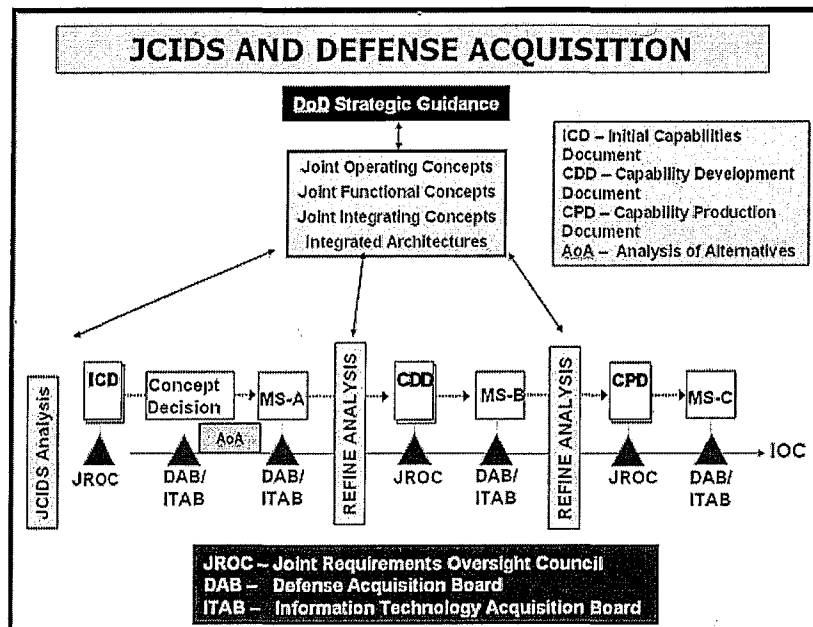 JCIDS AND DEFENSE ACQUISITION
DoD Strategic Guidance
Joint Operating Concepts
Joint Functional Concepts
Joint Integrating Concepts
Integrated Architectures
ICD – Initial Capabilities
Document
CDD – Capability Development
Document
CPD – Capability Production
Document
AoA – Analysis of Alternatives
JCIDS Analysis
ICD
Concept
Decision
MS-A
REFINE ANALYSIS
CDD
MS-B
REFINE ANALYSIS
CPD
MS-C
AoA
IOC
JROC
DAB/
ITAB
DAB/
ITAB
JROC
DAB/
ITAB
JROC
DAB/
ITAB
JROC – Joint Requirements Oversight Council
DAB – Defense Acquisition Board
ITAB – Information Technology Acquisition Board